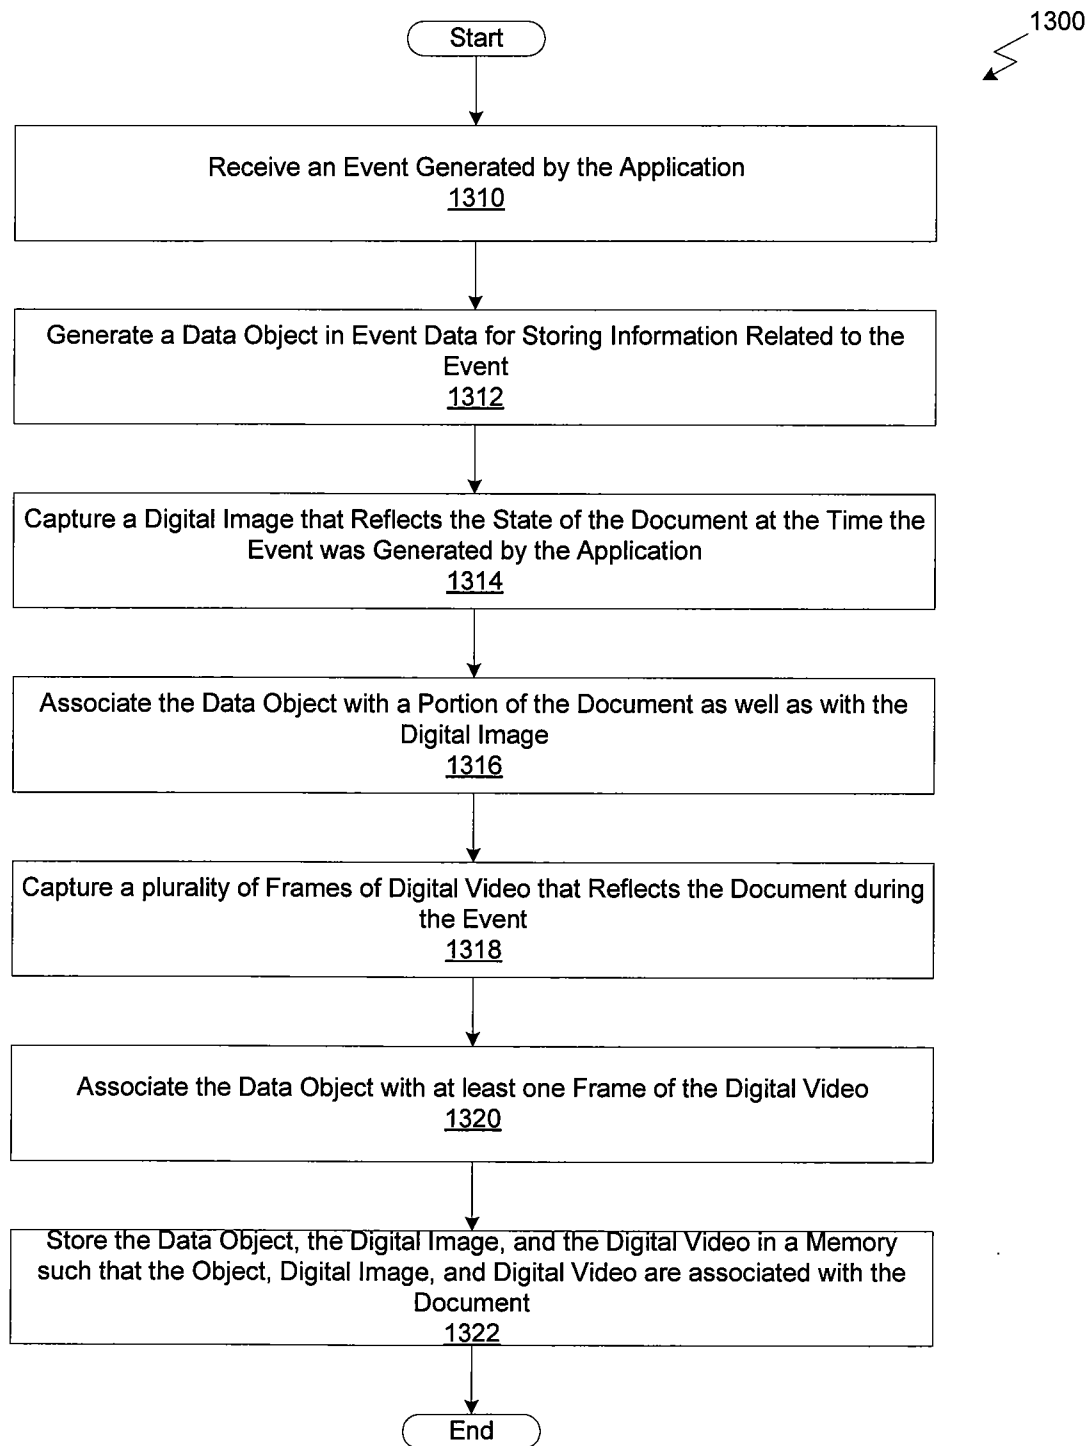 1300
Start
Receive an Event Generated by the Application
1310
Generate a Data Object in Event Data for Storing Information Related to the
Event
1312
Capture a Digital Image that Reflects the State of the Document at the Time the
Event was Generated by the Application
1314
Associate the Data Object with a Portion of the Document as well as with the
Digital Image
1316
Capture a plurality of Frames of Digital Video that Reflects the Document during
the Event
1318
Associate the Data Object with at least one Frame of the Digital Video
1320
Store the Data Object, the Digital Image, and the Digital Video in a Memory
such that the Object, Digital Image, and Digital Video are associated with the
Document
1322
End